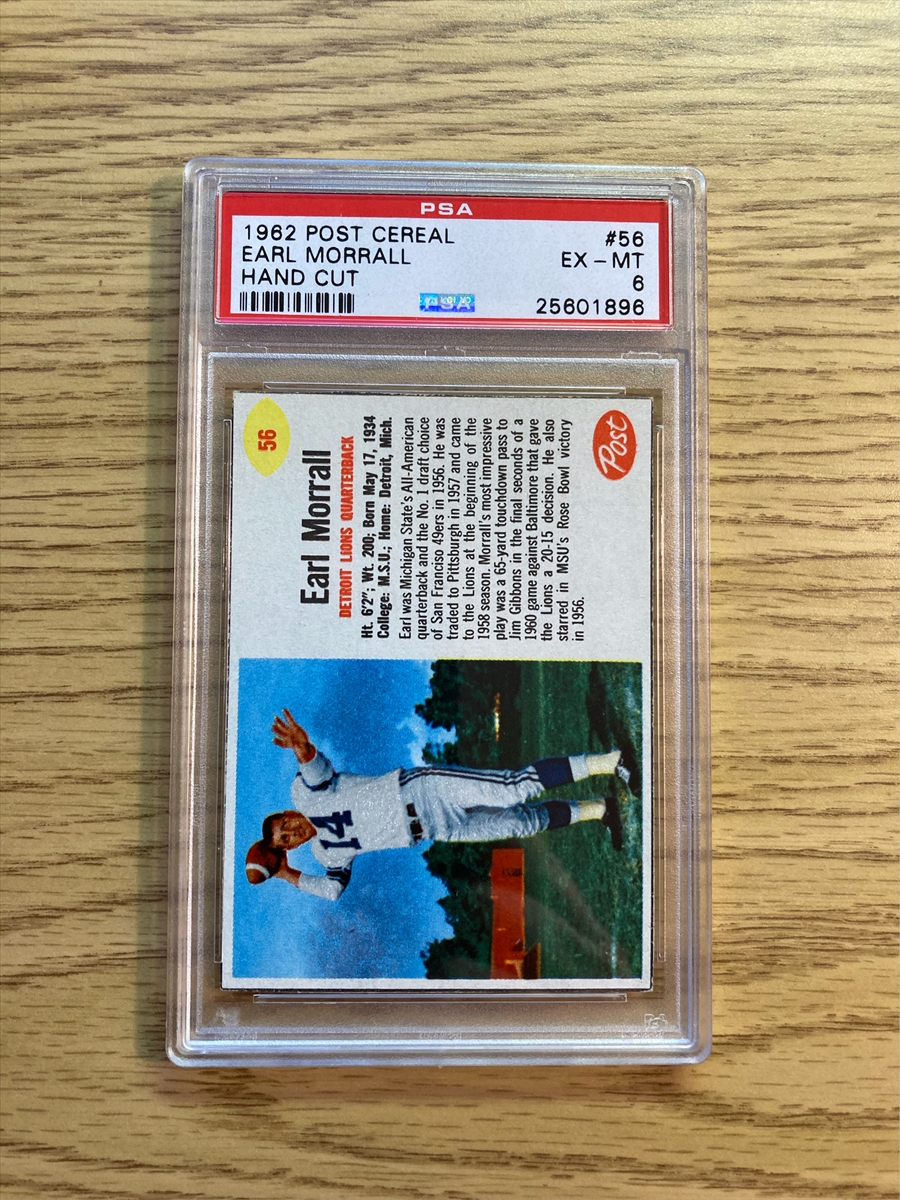 PSA
1962 POST CEREAL #56
EARL MORRALL EX - MT
HAND CUT 6
25601896
PSA
56
Earl Morrall
DETROIT LIONS QUARTERBACK
Ht. 6'2"; Wt. 200; Born May 17, 1934
College: M.S.U.; Home: Detroit, Mich.
Earl was Michigan State's All-American
quarterback and the No. 1 draft choice
of San Franciso 49ers in 1956. He was
traded to Pittsburgh in 1957 and came
to the Lions at the beginning of the
1958 season. Morrall's most impressive
play was a 65-yard touchdown pass to
Jim Gibbons in the final seconds of a
1960 game against Baltimore that gave
the Lions a 20-15 decision. He also
starred in MSU's Rose Bowl victory
in 1956.
Post
14